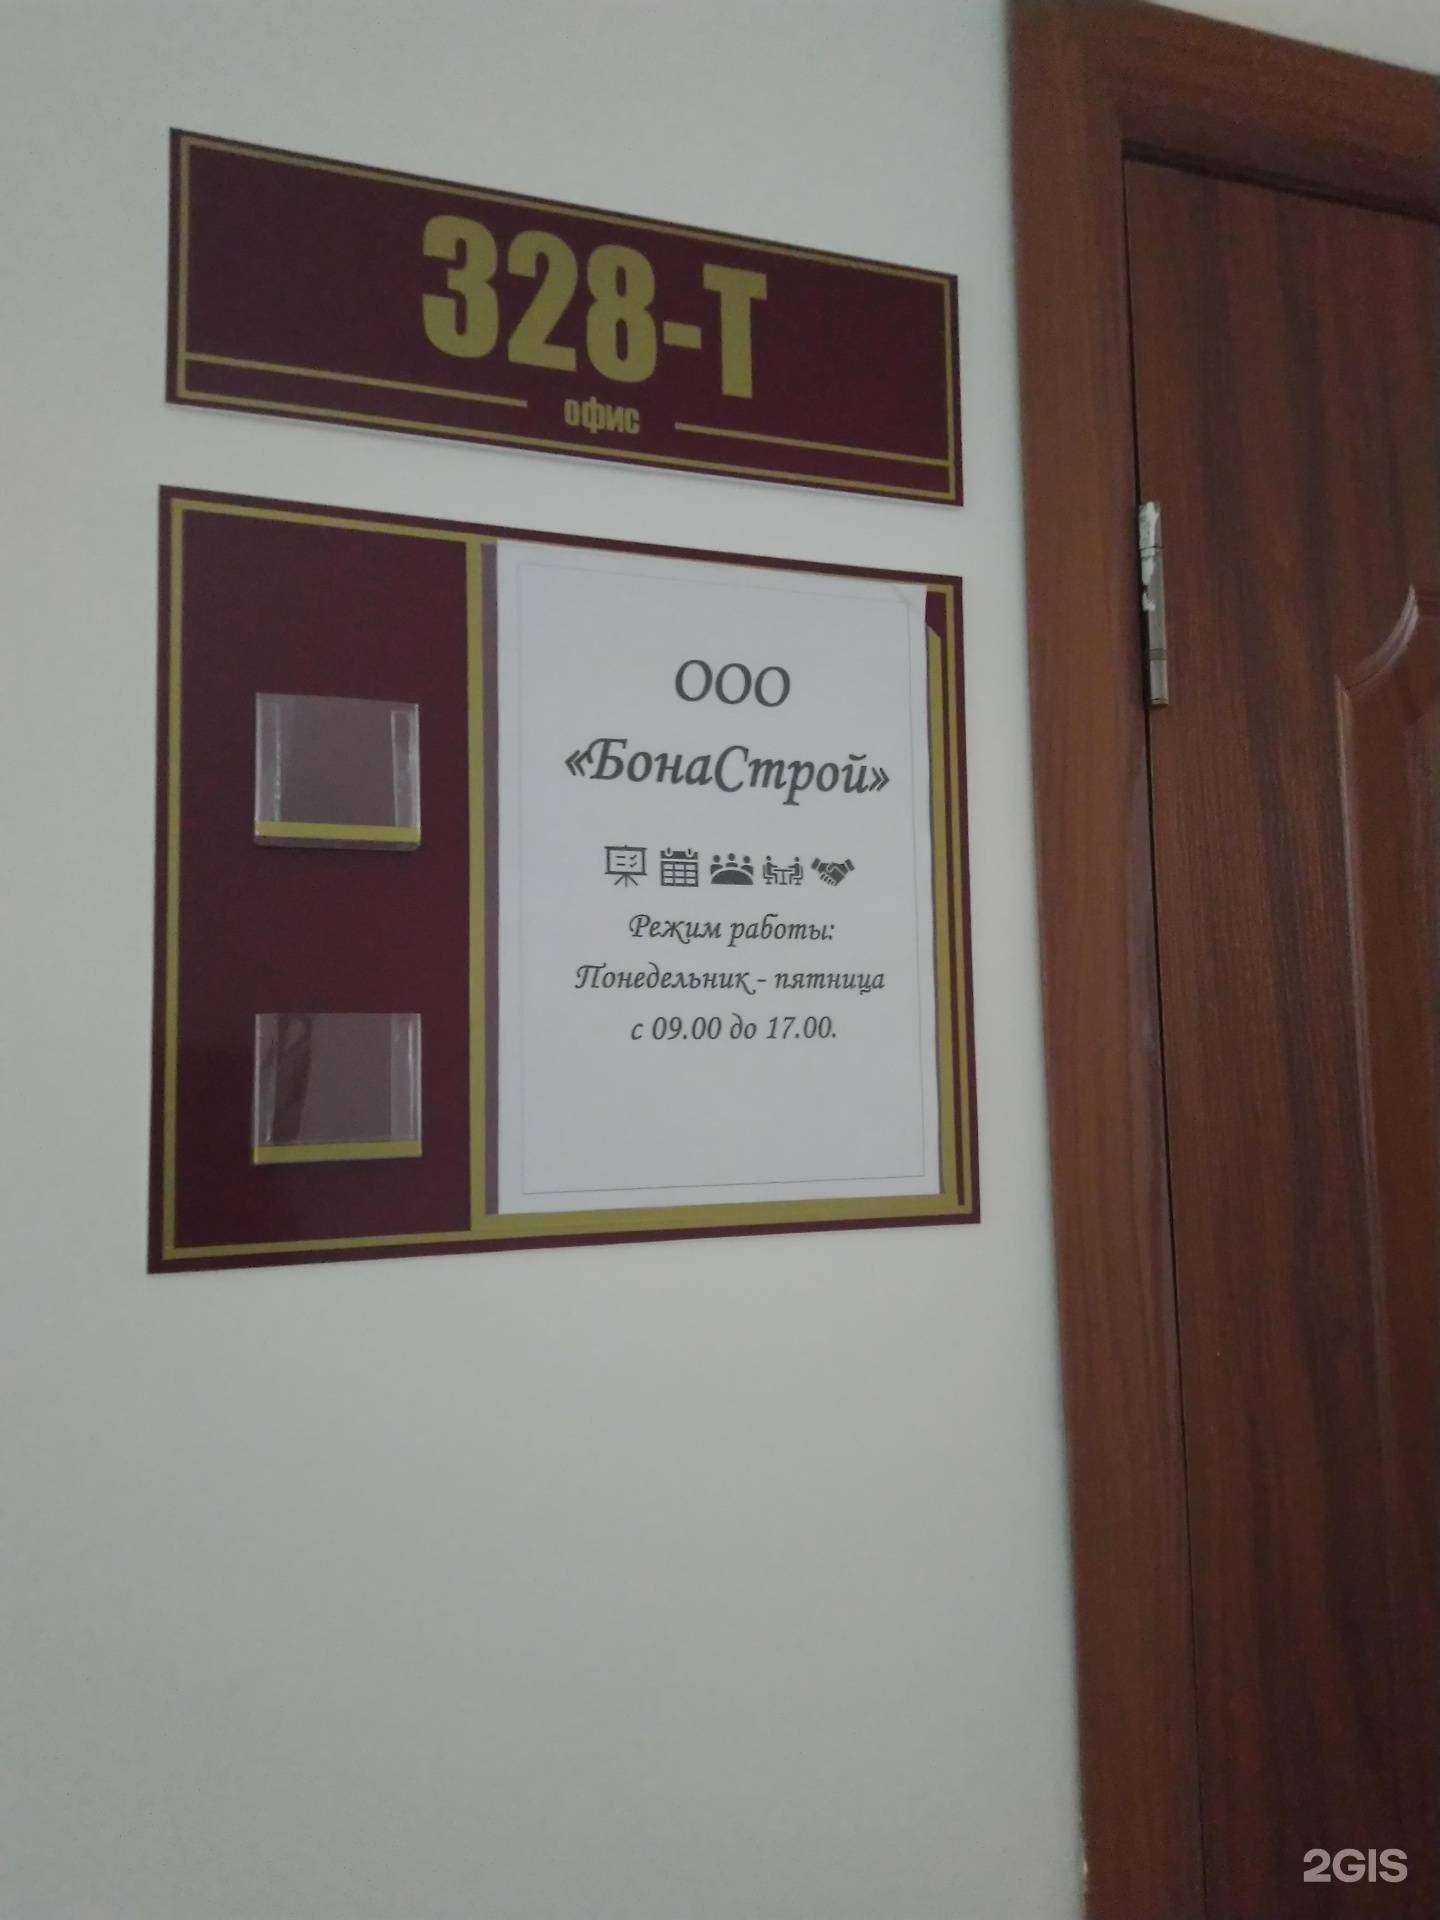 328-Т
офис
ООО
«БонаСтрой»
Режим работы:
Понедельник - пятница
с 09.00 до 17.00.
2GIS